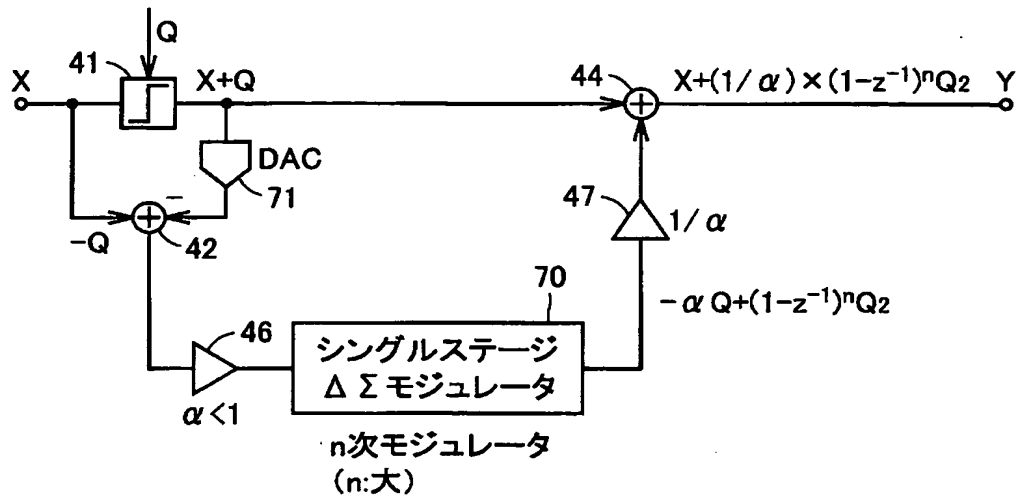 Q
X
41
X+Q
44
X+(1/α)×(1-z⁻¹)ⁿQ₂
Y
DAC
71
−
-Q
42
47
1/α
70
-αQ+(1-z⁻¹)ⁿQ₂
46
α<1
シングルステージ
ΔΣモジュレータ
n次モジュレータ
(n:大)